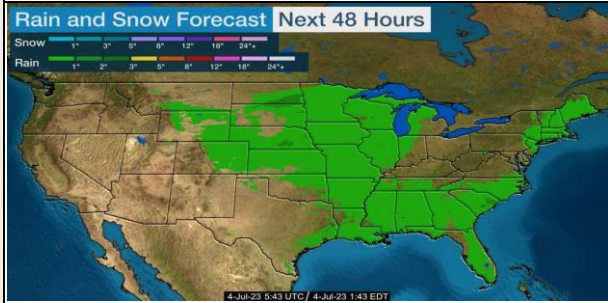 Rain and Snow Forecast Next 48 Hours
Snow
1" 3" 5" 8" 12" 18" 24"+
Rain
1" 2" 3" 5" 8" 12" 18" 24"+
4-Jul-23 5:43 UTC/ 4-Jul-23 1:43 EDT